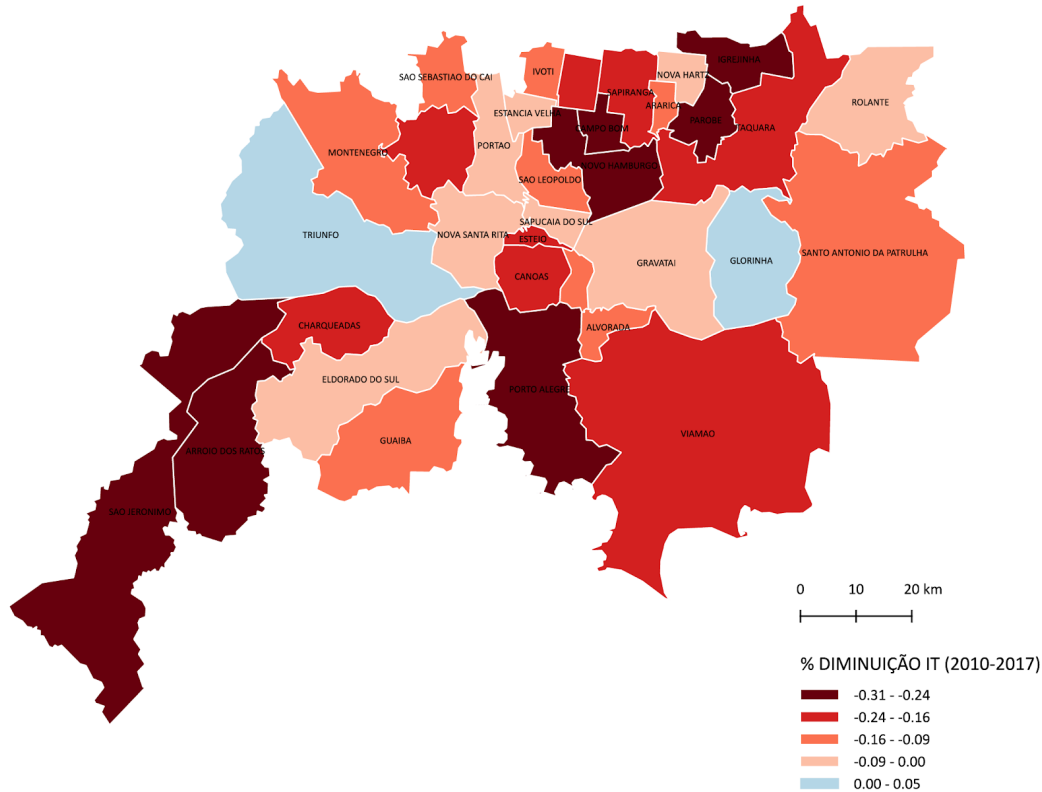 IGREJINHA
SAO SEBASTIAO DO CAI
IVOTI
NOVA HARTZ
SAPIRANGA
ROLANTE
ARARICA
ESTANCIA VELHA
PAROBE
CAMPO BOM
TAQUARA
PORTAO
MONTENEGRO
NOVO HAMBURGO
SAO LEOPOLDO
SAPUCAIA DO SUL
TRIUNFO
NOVA SANTA RITA
ESTEIO
SANTO ANTONIO DA PATRULHA
GRAVATAI
GLORINHA
CANOAS
CHARQUEADAS
ALVORADA
ELDORADO DO SUL
PORTO ALEGRE
VIAMAO
GUAIBA
ARROIO DOS RATOS
SAO JERONIMO
0 10 20 km
% DIMINUIÇÃO IT (2010-2017)
-0.31 - -0.24
-0.24 - -0.16
-0.16 - -0.09
-0.09 - 0.00
0.00 - 0.05